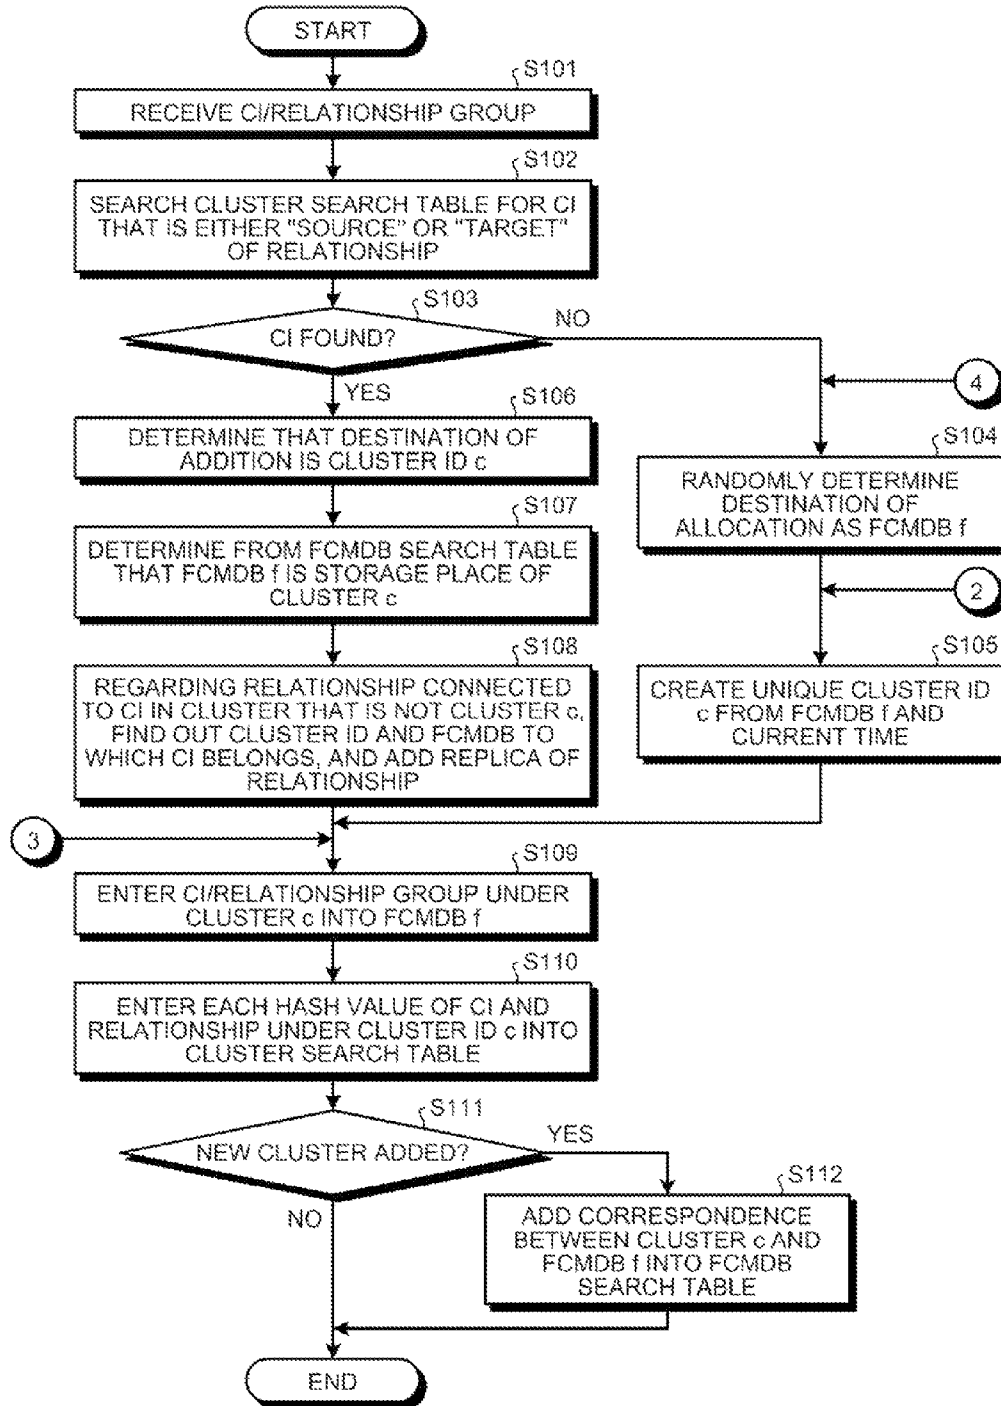 START
S101
RECEIVE CI/RELATIONSHIP GROUP
S102
SEARCH CLUSTER SEARCH TABLE FOR CI
THAT IS EITHER "SOURCE" OR "TARGET"
OF RELATIONSHIP
S103
CI FOUND?
NO
YES
4
S106
DETERMINE THAT DESTINATION OF
ADDITION IS CLUSTER ID c
S104
RANDOMLY DETERMINE
DESTINATION OF
ALLOCATION AS FCMDB f
S107
DETERMINE FROM FCMDB SEARCH TABLE
THAT FCMDB f IS STORAGE PLACE OF
CLUSTER c
2
S108
REGARDING RELATIONSHIP CONNECTED
TO CI IN CLUSTER THAT IS NOT CLUSTER c,
FIND OUT CLUSTER ID AND FCMDB TO
WHICH CI BELONGS, AND ADD REPLICA OF
RELATIONSHIP
S105
CREATE UNIQUE CLUSTER ID
c FROM FCMDB f AND
CURRENT TIME
3
S109
ENTER CI/RELATIONSHIP GROUP UNDER
CLUSTER c INTO FCMDB f
S110
ENTER EACH HASH VALUE OF CI AND
RELATIONSHIP UNDER CLUSTER ID c INTO
CLUSTER SEARCH TABLE
S111
NEW CLUSTER ADDED?
YES
NO
S112
ADD CORRESPONDENCE
BETWEEN CLUSTER c AND
FCMDB f INTO FCMDB
SEARCH TABLE
END